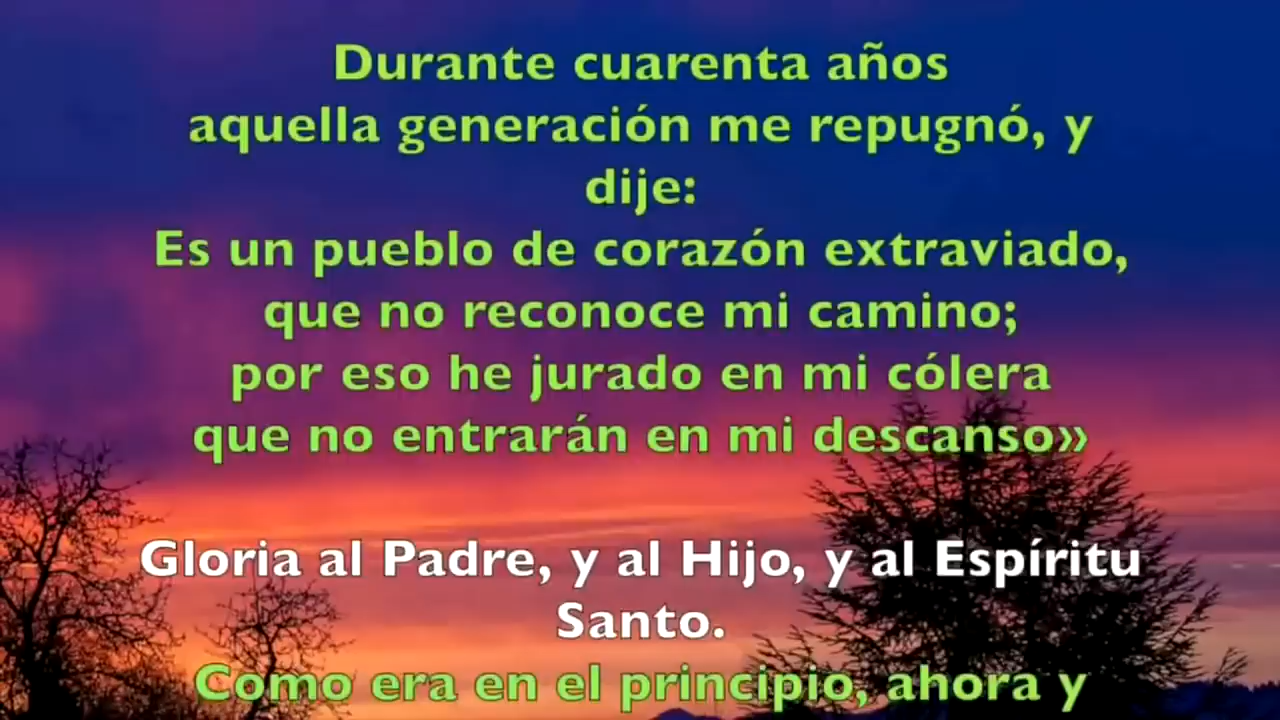 Durante cuarenta años
aquella generación me repugnó, y
dije:
Es un pueblo de corazón extraviado,
que no reconoce mi camino;
por eso he jurado en mi cólera
que no entrarán en mi descanso»
Gloria al Padre, y al Hijo, y al Espíritu
Santo.
Como era en el principio, ahora y